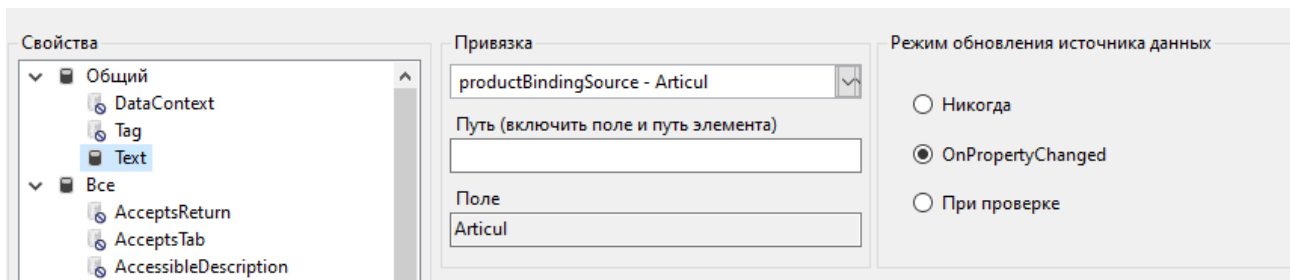 Свойства
Общий
DataContext
Tag
Text
Все
AcceptsReturn
AcceptsTab
AccessibleDescription
Привязка
productBindingSource - Articul
Путь (включить поле и путь элемента)
Поле
Articul
Режим обновления источника данных
Никогда
OnPropertyChanged
При проверке